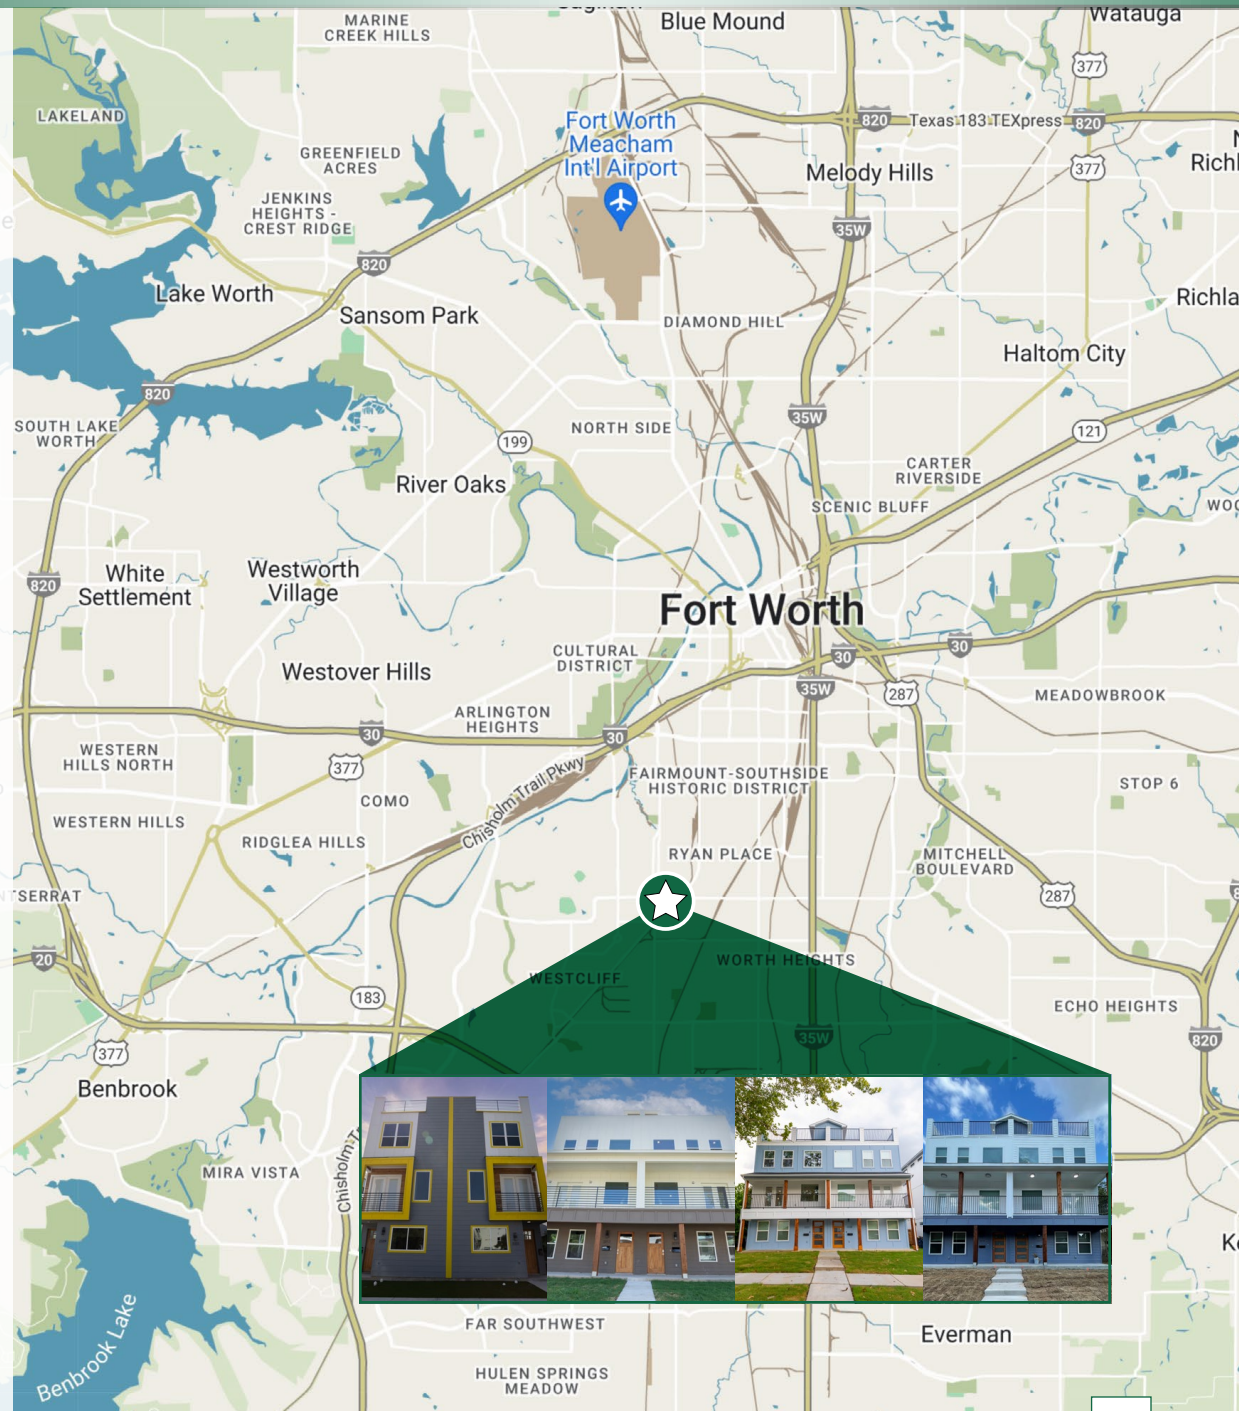 MARINE
CREEK HILLS
Blue Mound
Watauga
377
LAKELAND
Fort Worth
Meacham
Int'l Airport
820
Texas 183 TEXpress
820
GREENFIELD
ACRES
Melody Hills
377
JENKINS
HEIGHTS -
CREST RIDGE
35W
820
Lake Worth
Sansom Park
DIAMOND HILL
Haltom City
820
35W
SOUTH LAKE
WORTH
199
NORTH SIDE
121
River Oaks
CARTER
RIVERSIDE
SCENIC BLUFF
820
White
Settlement
Westworth
Village
Fort Worth
CULTURAL
DISTRICT
30
30
Westover Hills
35W
287
MEADOWBROOK
ARLINGTON
HEIGHTS
30
30
WESTERN
HILLS NORTH
377
Chisholm Trail Pkwy
FAIRMOUNT-SOUTHSIDE
HISTORIC DISTRICT
STOP 6
COMO
WESTERN HILLS
RIDGLEA HILLS
RYAN PLACE
MITCHELL
BOULEVARD
287
20
WORTH HEIGHTS
WESTCLIFF
183
ECHO HEIGHTS
35W
820
377
Benbrook
MIRA VISTA
Chisholm
Benbrook Lake
FAR SOUTHWEST
Everman
HULEN SPRINGS
MEADOW